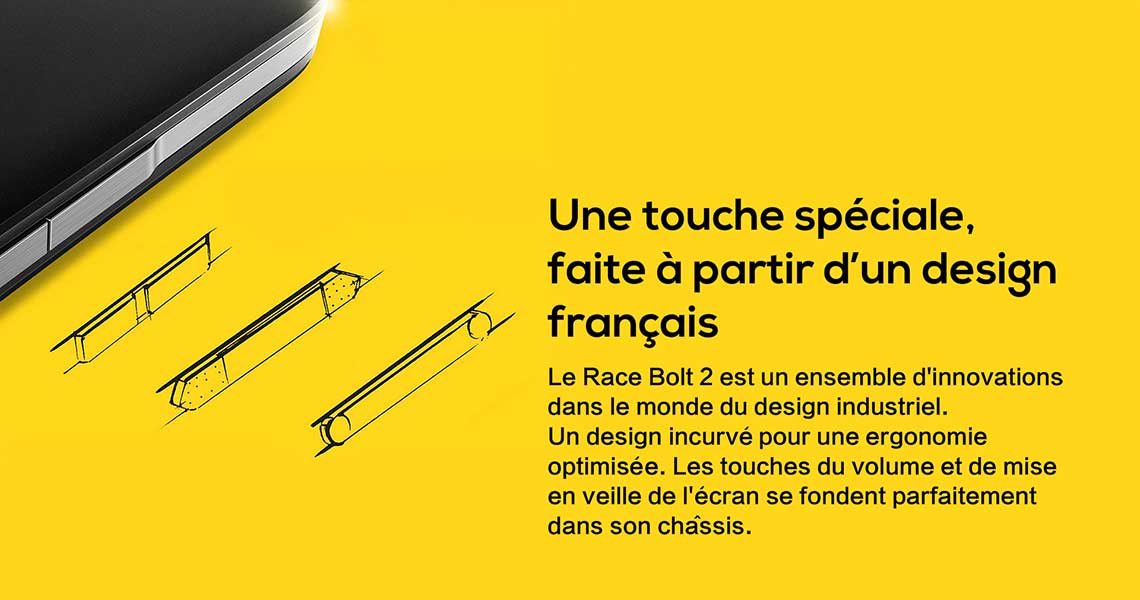 Une touche spéciale,
faite à partir d’un design
français
Le Race Bolt 2 est un ensemble d'innovations
dans le monde du design industriel.
Un design incurvé pour une ergonomie
optimisée. Les touches du volume et de mise
en veille de l'écran se fondent parfaitement
dans son châssis.